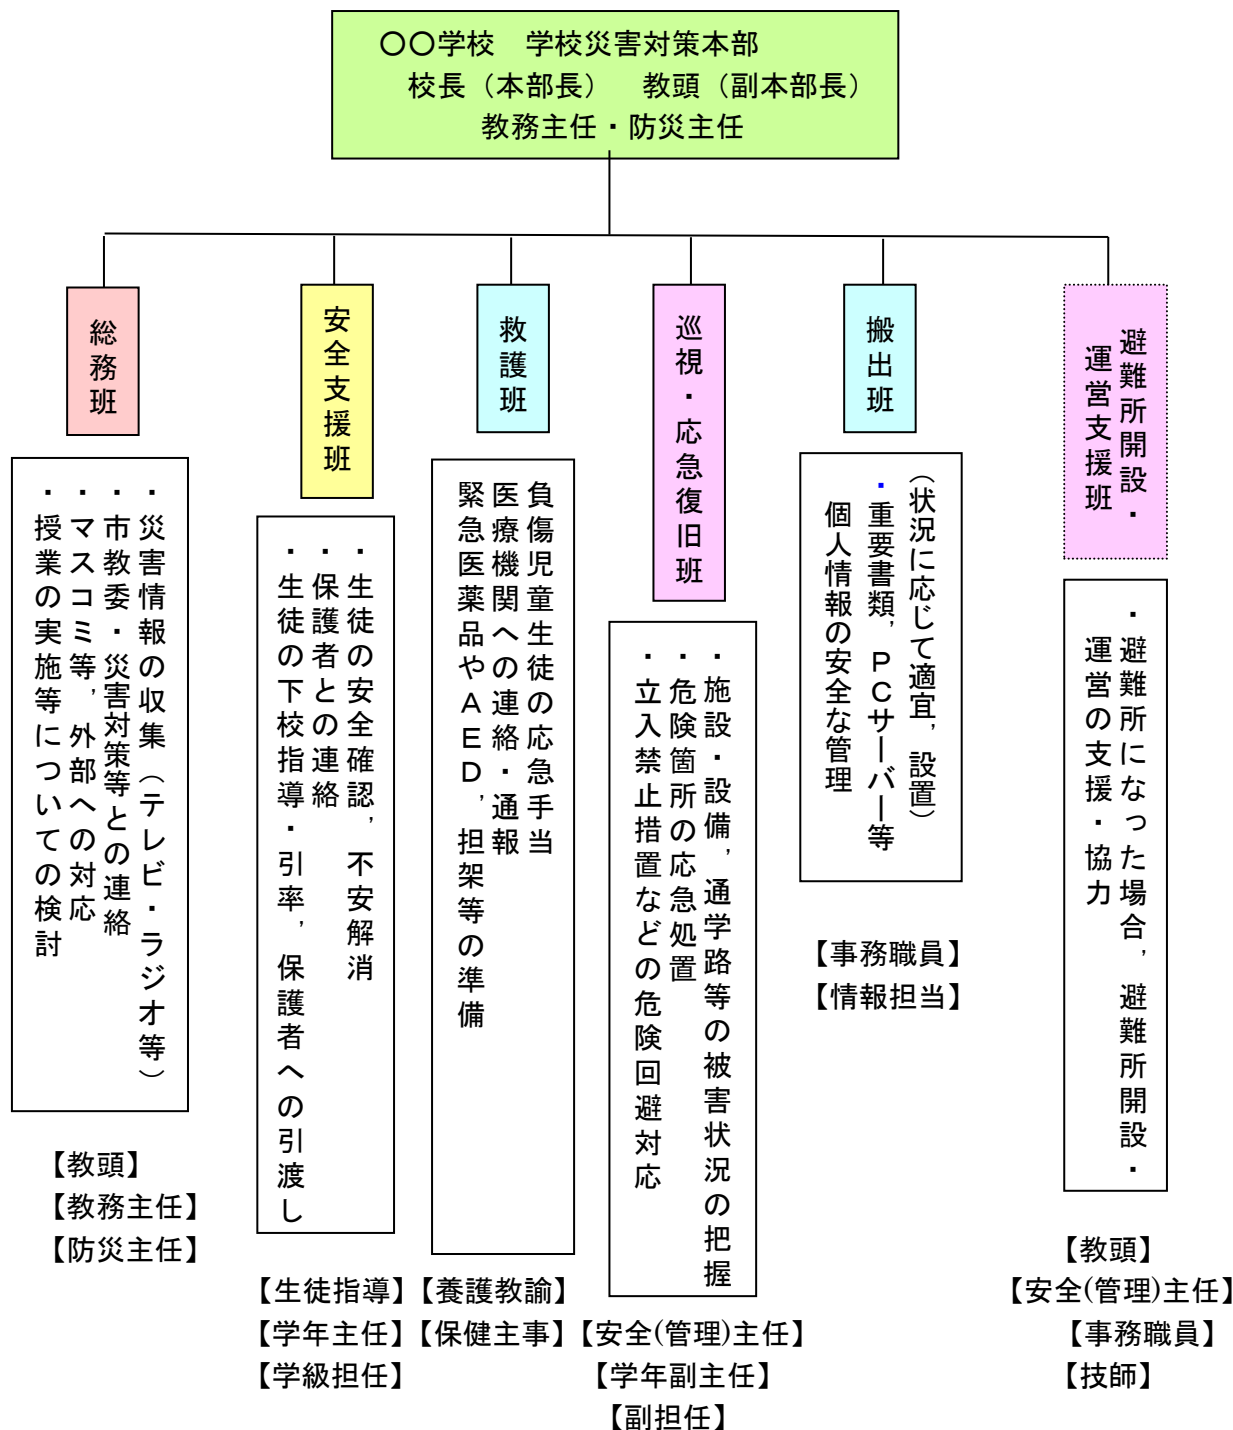 〇〇学校　学校災害対策本部
校長（本部長）　教頭（副本部長）
教務主任・防災主任
総務班
・災害情報の収集（テレビ・ラジオ等）
・市教委・災害対策等との連絡
・マスコミ等，外部への対応
・授業の実施等についての検討
【教頭】
【教務主任】
【防災主任】
安全支援班
・生徒の安全確認，不安解消
・保護者との連絡
・生徒の下校指導・引率，保護者への引渡し
【生徒指導】
【学年主任】
【学級担任】
救護班
負傷児童生徒の応急手当
医療機関への連絡・通報
緊急医薬品やＡＥＤ，担架等の準備
【養護教諭】
【保健主事】
巡視・応急復旧班
・施設・設備，通学路等の被害状況の把握
・危険箇所の応急処置
・立入禁止措置などの危険回避対応
【安全(管理)主任】
【学年副主任】
【副担任】
搬出班
（状況に応じて適宜，設置）
・重要書類，ＰＣサーバー等
個人情報の安全な管理
【事務職員】
【情報担当】
避難所開設・
運営支援班
・避難所になった場合，避難所開設・
運営の支援・協力
【教頭】
【安全(管理)主任】
【事務職員】
【技師】